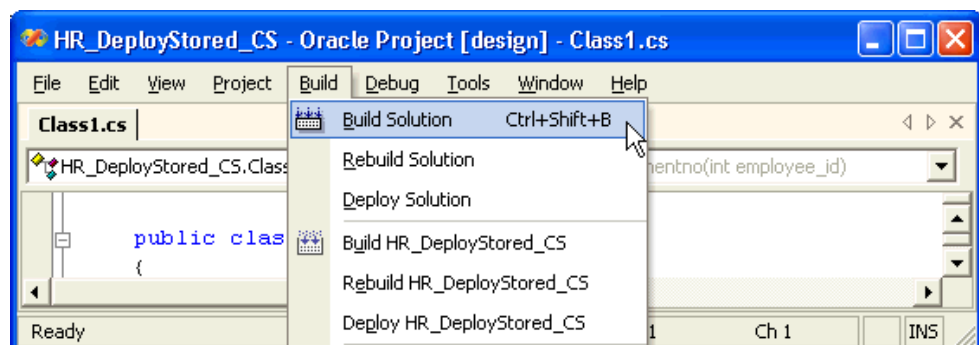 HR_DeployStored_CS - Oracle Project [design] - Class1.cs
File Edit View Project Build Debug Tools Window Help
Class1.cs
Build Solution Ctrl+Shift+B
HR_DeployStored_CS.Class
mentno(int employee_id)
Rebuild Solution
Deploy Solution
public clas
{
Build HR_DeployStored_CS
Rebuild HR_DeployStored_CS
Deploy HR_DeployStored_CS
Ready 1 Ch 1 INS